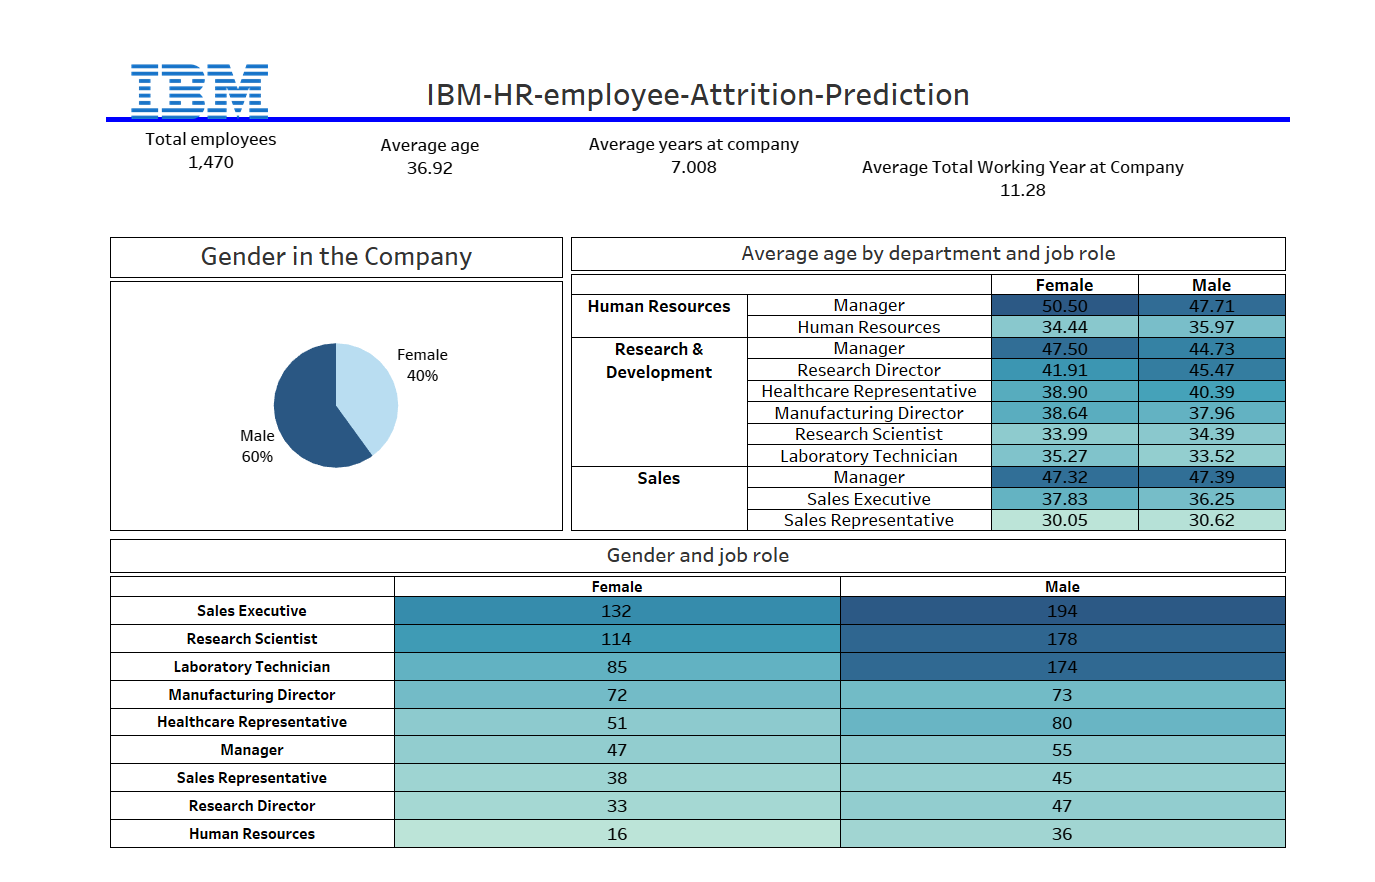 IBM
IBM-HR-employee-Attrition-Prediction
Total employees
1,470
Average age
36.92
Average years at company
7.008
Average Total Working Year at Company
11.28
Gender in the Company
Female
40%
Male
60%
Average age by department and job role
Female Male
Human Resources Manager 50.50 47.71
Human Resources 34.44 35.97
Research & Development Manager 47.50 44.73
Research Director 41.91 45.47
Healthcare Representative 38.90 40.39
Manufacturing Director 38.64 37.96
Research Scientist 33.99 34.39
Laboratory Technician 35.27 33.52
Sales Manager 47.32 47.39
Sales Executive 37.83 36.25
Sales Representative 30.05 30.62
Gender and job role
Female Male
Sales Executive 132 194
Research Scientist 114 178
Laboratory Technician 85 174
Manufacturing Director 72 73
Healthcare Representative 51 80
Manager 47 55
Sales Representative 38 45
Research Director 33 47
Human Resources 16 36